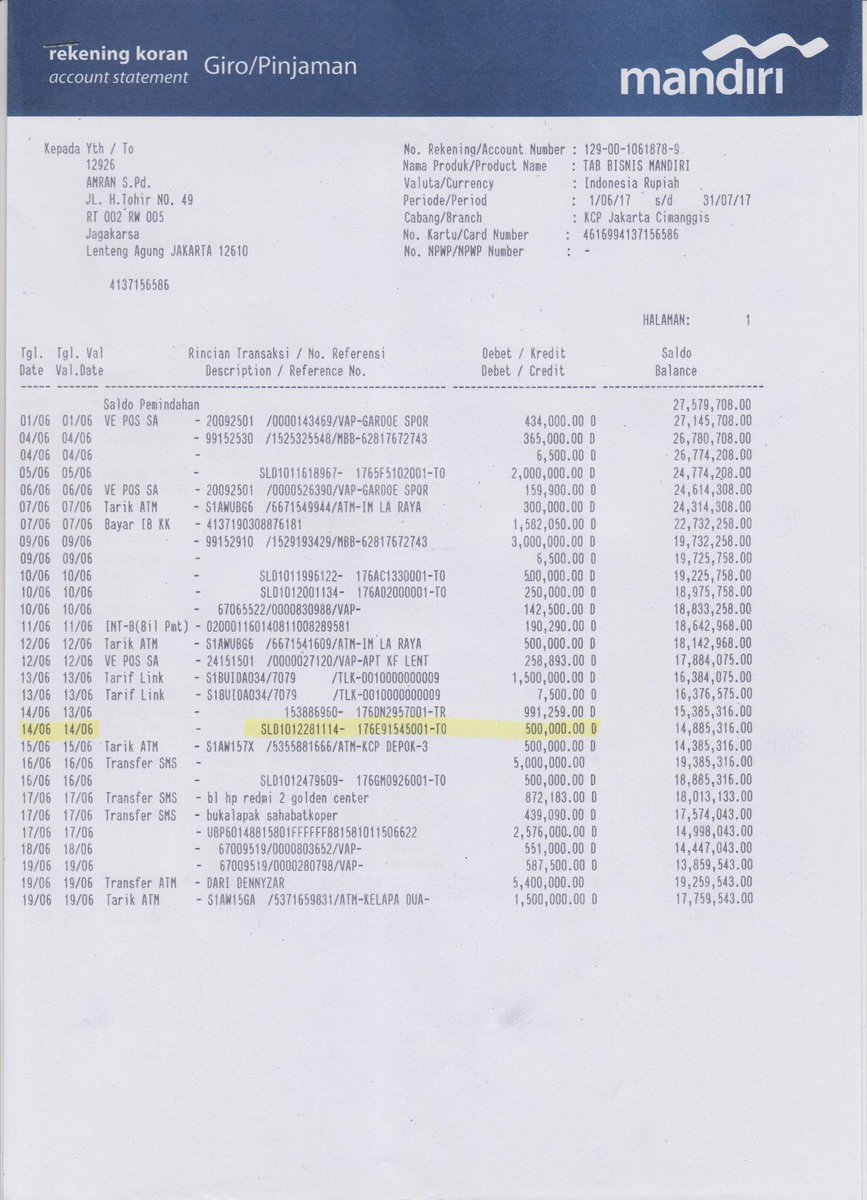 rekening koran
account statement Giro/Pinjaman
mandiri
Kepada Yth / To
12926
AMRAN S.Pd.
JL. H.Tohir NO. 49
RT 002 RW 005
Jagakarsa
Lenteng Agung JAKARTA 12610
4137156586
No. Rekening/Account Number : 129-00-1061878-9
Nama Produk/Product Name : TAB BISNIS MANDIRI
Valuta/Currency : Indonesia Rupiah
Periode/Period : 1/06/17 s/d 31/07/17
Cabang/Branch : KCP Jakarta Cimanggis
No. Kartu/Card Number : 4616994137156586
No. NPWP/NPWP Number : -
HALAMAN: 1
Tgl. Tgl. Val Rincian Transaksi / No. Referensi Debet / Kredit Saldo
Date Val.Date Description / Reference No. Debet / Credit Balance
Saldo Pemindahan 27,579,708.00
01/06 01/06 VE POS SA - 20092501 /0000143469/VAP-GARDOE SPOR 434,000.00 D 27,145,708.00
04/06 04/06 - 99152530 /1525325548/MBB-62817672743 365,000.00 D 26,780,708.00
04/06 04/06 - 6,500.00 D 26,774,208.00
05/06 05/06 - SLD1011618967- 1765F5102001-TO 2,000,000.00 D 24,774,208.00
06/06 06/06 VE POS SA - 20092501 /0000526390/VAP-GARDOE SPOR 159,900.00 D 24,614,308.00
07/06 07/06 Tarik ATM - S1AWUBG6 /6671549944/ATM-IM LA RAYA 300,000.00 D 24,314,308.00
07/06 07/06 Bayar IB KK - 4137190308876181 1,582,050.00 D 22,732,258.00
09/06 09/06 - 99152910 /1529193429/MBB-62817672743 3,000,000.00 D 19,732,258.00
09/06 09/06 - 6,500.00 D 19,725,758.00
10/06 10/06 - SLD1011996122- 176AC1330001-TO 500,000.00 D 19,225,758.00
10/06 10/06 - SLD1012001134- 176AD2000001-TO 250,000.00 D 18,975,758.00
10/06 10/06 - 67065522/0000830988/VAP- 142,500.00 D 18,833,258.00
11/06 11/06 INT-B(Bil Pmt) - 020001160140811008289581 190,290.00 D 18,642,968.00
12/06 12/06 Tarik ATM - S1AWUBG6 /6671541609/ATM-IM LA RAYA 500,000.00 D 18,142,968.00
12/06 12/06 VE POS SA - 24151501 /0000027120/VAP-APT KF LENT 258,893.00 D 17,884,075.00
13/06 13/06 Tarif Link - S1BUIDA034/7079 /TLK-0010000000009 1,500,000.00 D 16,384,075.00
13/06 13/06 Tarif Link - S1BUIDA034/7079 /TLK-0010000000009 7,500.00 D 16,376,575.00
14/06 13/06 - 153886960- 176DN2957001-TR 991,259.00 D 15,385,316.00
14/06 14/06 - SLD1012281114- 176E91545001-TO 500,000.00 D 14,885,316.00
15/06 15/06 Tarik ATM - S1AW157X /5355881666/ATM-KCP DEPOK-3 500,000.00 D 14,385,316.00
16/06 16/06 Transfer SMS - 5,000,000.00 19,385,316.00
16/06 16/06 - SLD1012479609- 176GM0926001-TO 500,000.00 D 18,885,316.00
17/06 17/06 Transfer SMS - bl hp redmi 2 golden center 872,183.00 D 18,013,133.00
17/06 17/06 Transfer SMS - bukalapak sahabatkoper 439,090.00 D 17,574,043.00
17/06 17/06 - UBP60148815801FFFFFF881581011506622 2,576,000.00 D 14,998,043.00
18/06 18/06 - 67009519/0000803652/VAP- 551,000.00 D 14,447,043.00
19/06 19/06 - 67009519/0000280798/VAP- 587,500.00 D 13,859,543.00
19/06 19/06 Transfer ATM - DARI DENNYZAR 5,400,000.00 19,259,543.00
19/06 19/06 Tarik ATM - S1AW15GA /5371659831/ATM-KELAPA DUA- 1,500,000.00 D 17,759,543.00